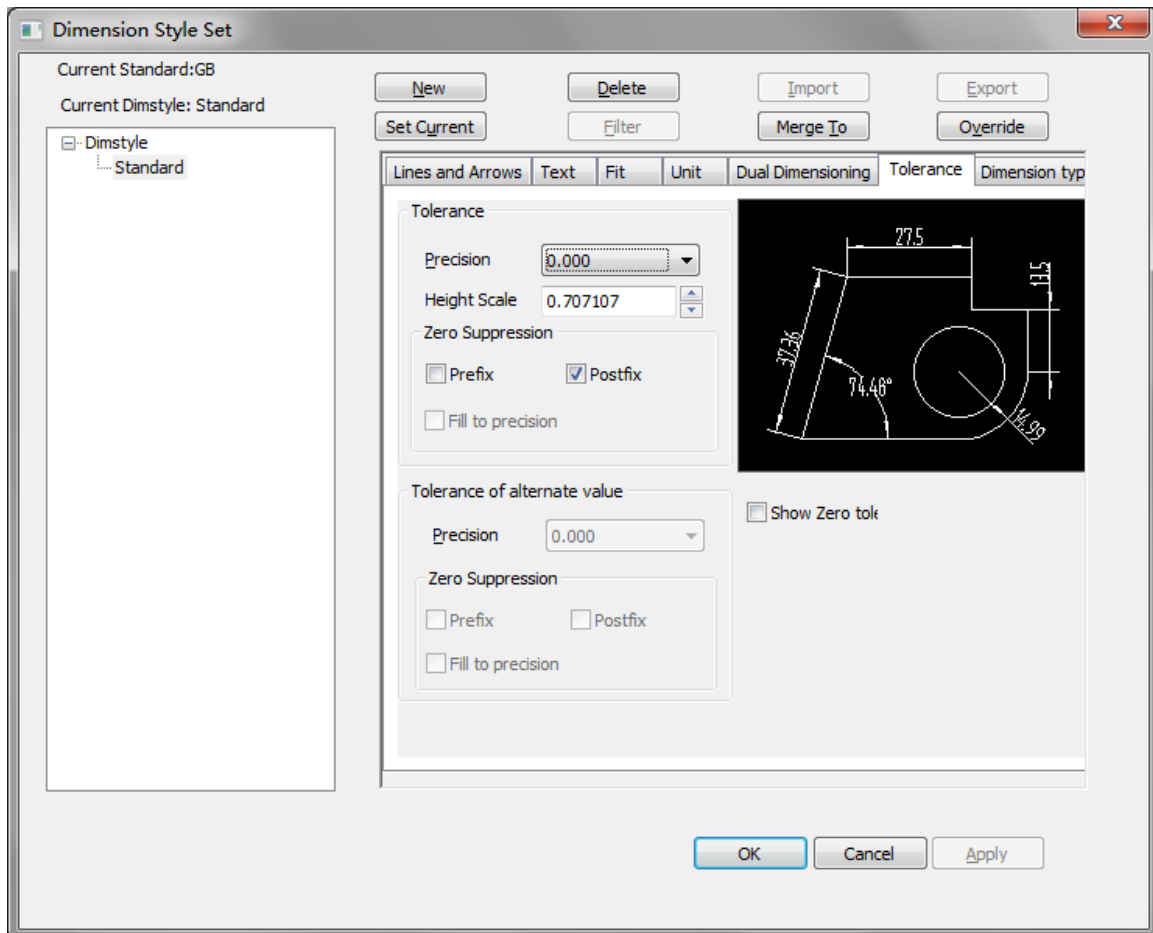 Dimension Style Set
Current Standard:GB
Current Dimstyle: Standard
Dimstyle
Standard
New Delete Import Export
Set Current Filter Merge To Override
Lines and Arrows Text Fit Unit Dual Dimensioning Tolerance Dimension typ
Tolerance
Precision 0.000
Height Scale 0.707107
Zero Suppression
Prefix Postfix
Fill to precision
27.5
13.5
37.36
74.46°
14.99
Tolerance of alternate value
Precision 0.000
Zero Suppression
Prefix Postfix
Fill to precision
Show Zero tole
OK Cancel Apply